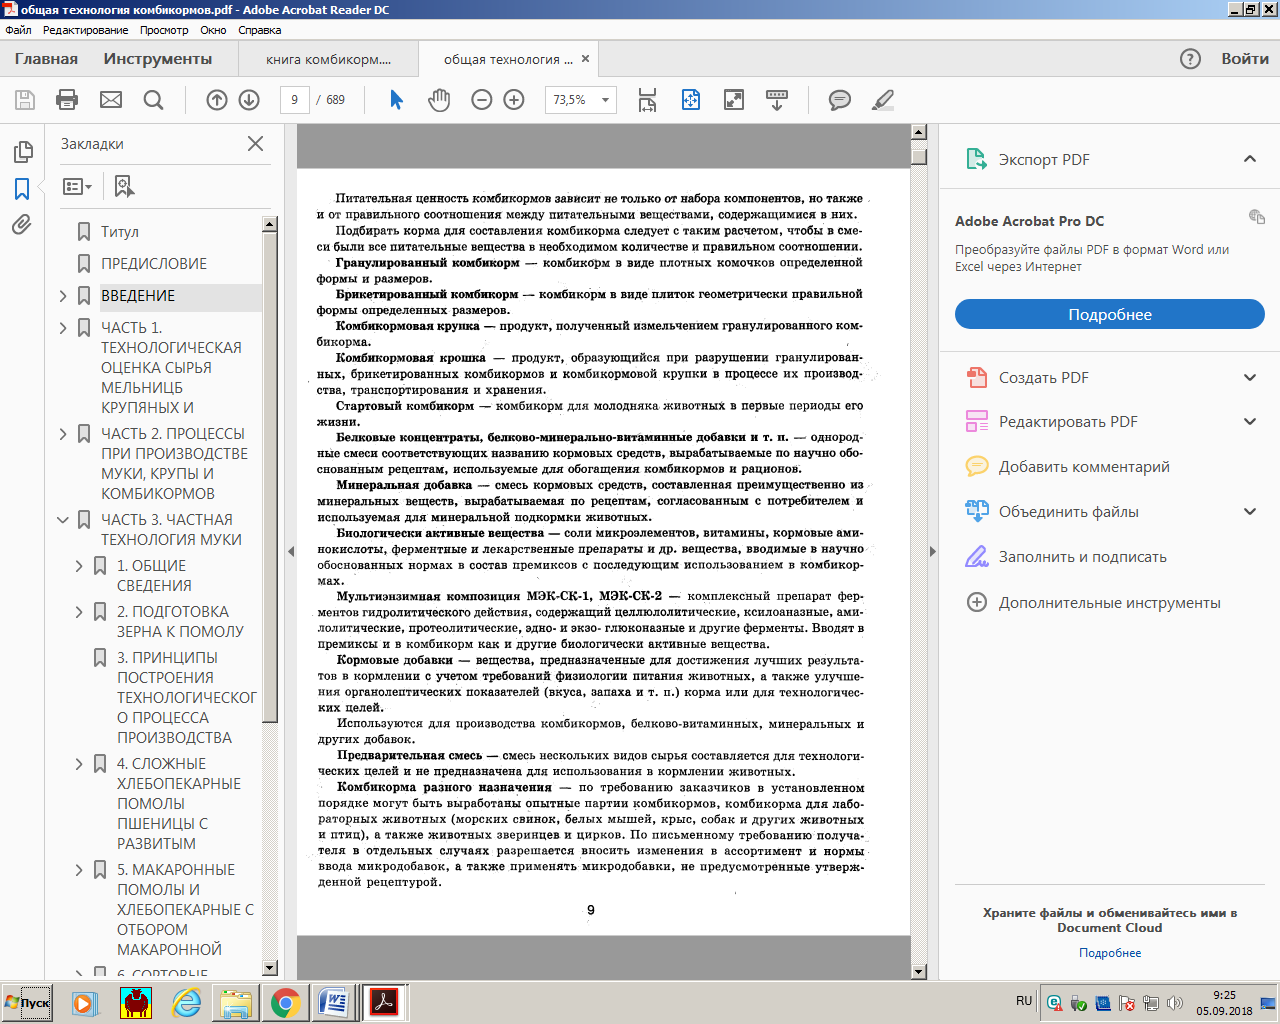 общая технология комбикормов.pdf - Adobe Acrobat Reader DC
Файл Редактирование Просмотр Окно Справка
Главная Инструменты книга комбикорм.... общая технология ... × Войти
9 / 689 73,5%
Закладки
Титул
ПРЕДИСЛОВИЕ
ВВЕДЕНИЕ
ЧАСТЬ 1.
ТЕХНОЛОГИЧЕСКАЯ
ОЦЕНКА СЫРЬЯ
МЕЛЬНИЦБ
КРУПЯНЫХ И
ЧАСТЬ 2. ПРОЦЕССЫ
ПРИ ПРОИЗВОДСТВЕ
МУКИ, КРУПЫ И
КОМБИКОРМОВ
ЧАСТЬ 3. ЧАСТНАЯ
ТЕХНОЛОГИЯ МУКИ
1. ОБЩИЕ
СВЕДЕНИЯ
2. ПОДГОТОВКА
ЗЕРНА К ПОМОЛУ
3. ПРИНЦИПЫ
ПОСТРОЕНИЯ
ТЕХНОЛОГИЧЕСКОГ
О ПРОЦЕССА
ПРОИЗВОДСТВА
4. СЛОЖНЫЕ
ХЛЕБОПЕКАРНЫЕ
ПОМОЛЫ
ПШЕНИЦЫ С
РАЗВИТЫМ
5. МАКАРОННЫЕ
ПОМОЛЫ И
ХЛЕБОПЕКАРНЫЕ С
ОТБОРОМ
МАКАРОННОЙ
6. СОРТОВЫЕ
Питательная ценность комбикормов зависит не только от набора компонентов, но также
и от правильного соотношения между питательными веществами, содержащимися в них.
Подбирать корма для составления комбикорма следует с таким расчетом, чтобы в сме-
си были все питательные вещества в необходимом количестве и правильном соотношении.
Гранулированный комбикорм — комбикорм в виде плотных комочков определенной
формы и размеров.
Брикетированный комбикорм — комбикорм в виде плиток геометрически правильной
формы определенных размеров.
Комбикормовая крупка — продукт, полученный измельчением гранулированного ком-
бикорма.
Комбикормовая крошка — продукт, образующийся при разрушении гранулирован-
ных, брикетированных комбикормов и комбикормовой крупки в процессе их производ-
ства, транспортирования и хранения.
Стартовый комбикорм — комбикорм для молодняка животных в первые периоды его
жизни.
Белковые концентраты, белково-минерально-витаминные добавки и т. п. — однород-
ные смеси соответствующих названию кормовых средств, вырабатываемые по научно обо-
снованным рецептам, используемые для обогащения комбикормов и рационов.
Минеральная добавка — смесь кормовых средств, составленная преимущественно из
минеральных веществ, вырабатываемая по рецептам, согласованным с потребителем и
используемая для минеральной подкормки животных.
Биологически активные вещества — соли микроэлементов, витамины, кормовые ами-
нокислоты, ферментные и лекарственные препараты и др. вещества, вводимые в научно
обоснованных нормах в состав премиксов с последующим использованием в комбикор-
мах.
Мультиэнзимная композиция МЭК-СК-1, МЭК-СК-2 — комплексный препарат фер-
ментов гидролитического действия, содержащий целлюлолитические, ксилоназные, ами-
лолитические, протеолитические, эдно- и экзо- глюконазные и другие ферменты. Вводят в
премиксы и в комбикорм как и другие биологически активные вещества.
Кормовые добавки — вещества, предназначенные для достижения лучших результа-
тов в кормлении с учетом требований физиологии питания животных, а также улучше-
ния органолептических показателей (вкуса, запаха и т. п.) корма или для технологичес-
ких целей.
Используются для производства комбикормов, белково-витаминных, минеральных и
других добавок.
Предварительная смесь — смесь нескольких видов сырья составляется для технологи-
ческих целей и не предназначена для использования в кормлении животных.
Комбикорма разного назначения — по требованию заказчиков в установленном
порядке могут быть выработаны опытные партии комбикормов, комбикорма для лабо-
раторных животных (морских свинок, белых мышей, крыс, собак и других животных
и птиц), а также животных зверинцев и цирков. По письменному требованию получа-
теля в отдельных случаях разрешается вносить изменения в ассортимент и нормы
ввода микродобавок, а также применять микродобавки, не предусмотренные утверж-
денной рецептурой.
9
Экспорт PDF
Adobe Acrobat Pro DC
Преобразуйте файлы PDF в формат Word или
Excel через Интернет
Подробнее
Создать PDF
Редактировать PDF
Добавить комментарий
Объединить файлы
Заполнить и подписать
Дополнительные инструменты
Храните файлы и обменивайтесь ими в
Document Cloud
Подробнее
Пуск
RU
9:25
05.09.2018